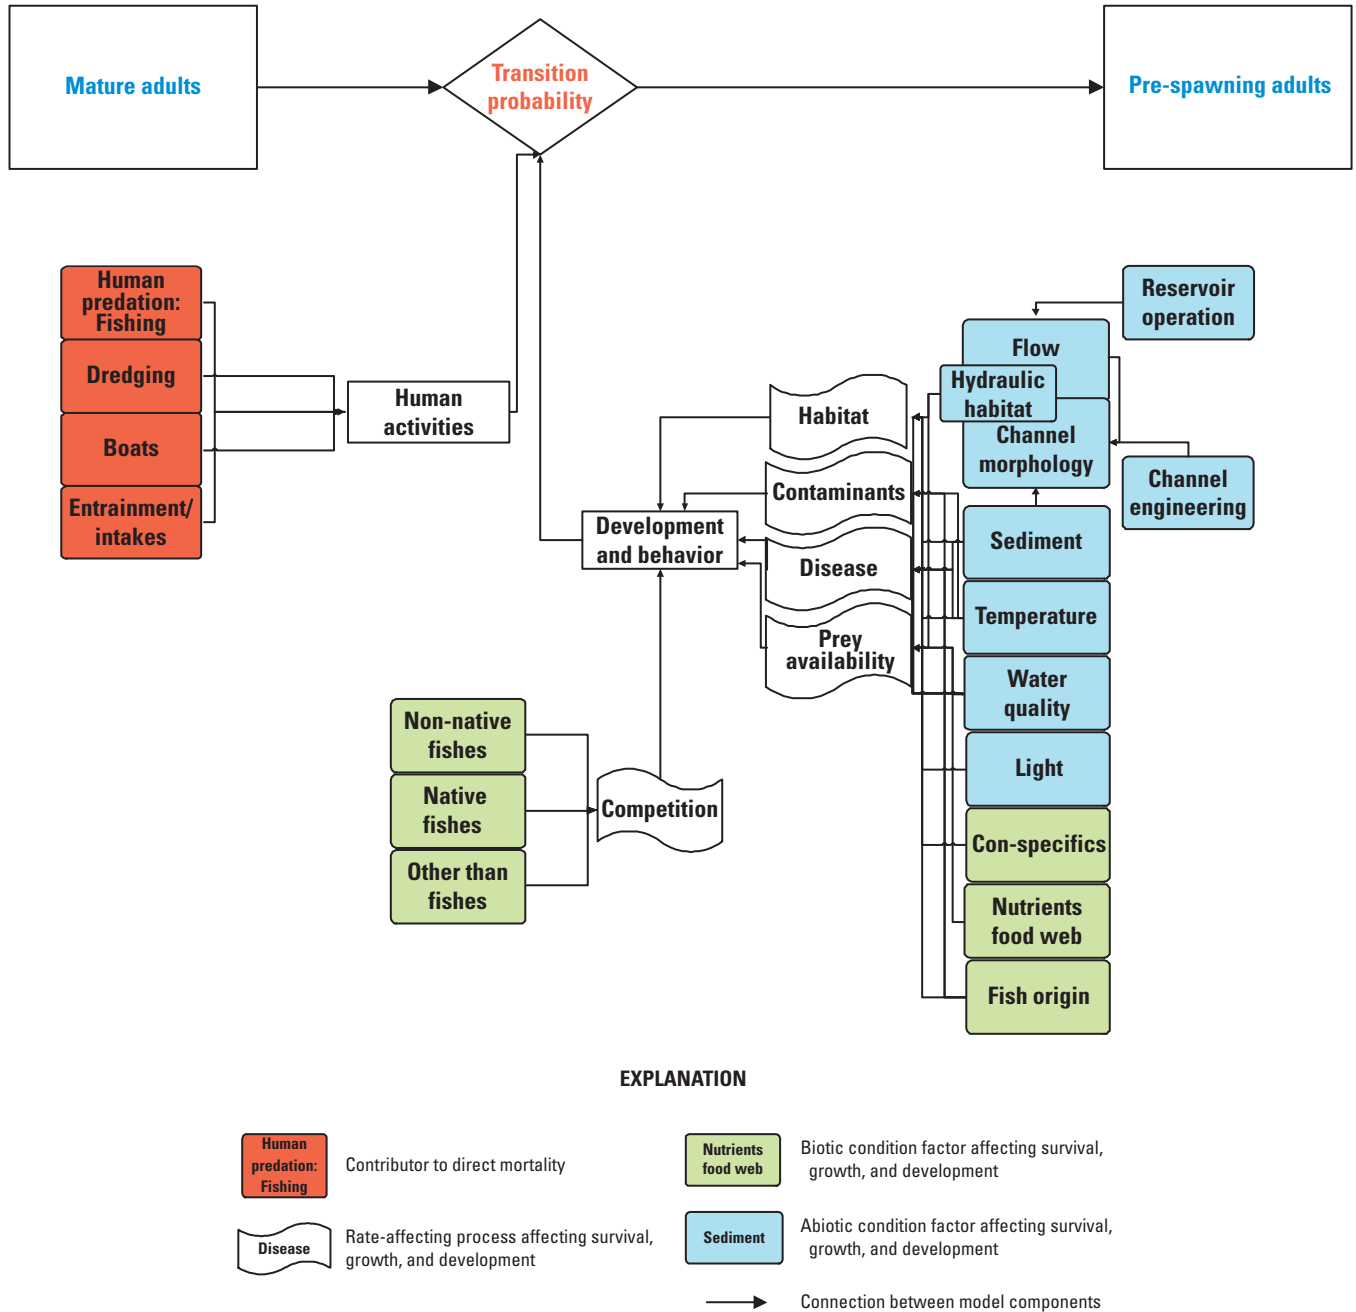 Mature adults
Transition
probability
Pre-spawning adults
Human
predation:
Fishing
Dredging
Boats
Entrainment/
intakes
Human
activities
Reservoir
operation
Flow
Hydraulic
habitat
Channel
morphology
Channel
engineering
Habitat
Contaminants
Development
and behavior
Disease
Prey
availability
Sediment
Temperature
Water
quality
Light
Con-specifics
Nutrients
food web
Fish origin
Non-native
fishes
Native
fishes
Other than
fishes
Competition
EXPLANATION
Human
predation:
Fishing
Contributor to direct mortality
Disease
Rate-affecting process affecting survival,
growth, and development
Nutrients
food web
Biotic condition factor affecting survival,
growth, and development
Sediment
Abiotic condition factor affecting survival,
growth, and development
Connection between model components